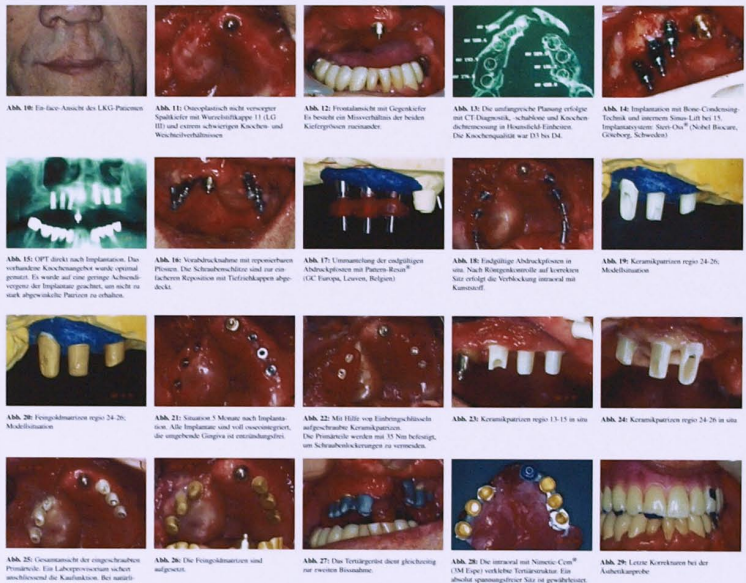 Abb. 10: En-face-Ansicht des LKG-Patienten
Abb. 11: Osteoplastisch nicht versorgter
Spaltkiefer mit Wurzelstiftkappe 11 (LG
III) und extrem schwierigen Knochen- und
Weichteilverhältnissen
Abb. 12: Frontalansicht mit Gegenkiefer
Es besteht ein Missverhältnis der beiden
Kiefergrössen zueinander.
Abb. 13: Die umfangreiche Planung erfolgte
mit CT-Diagnostik, -schablone und Knochen-
dichtemessung in Hounsfield-Einheiten.
Die Knochenqualität war D3 bis D4.
Abb. 14: Implantation mit Bone-Condensing-
Technik und internem Sinus-Lift bei 15.
Implantatsystem: Steri-Oss® (Nobel Biocare,
Göteborg, Schweden)
Abb. 15: OPT direkt nach Implantation. Das
vorhandene Knochenangebot wurde optimal
genutzt. Es wurde auf eine geringe Achsendi-
vergenz der Implantate geachtet, um nicht zu
stark abgewinkelte Patrizen zu erhalten.
Abb. 16: Vorabdrucknahme mit reponierbaren
Pfosten. Die Schraubenschlitze sind zur ein-
facheren Reposition mit Tiefziehkappen abge-
deckt.
Abb. 17: Ummantelung der endgültigen
Abdruckpfosten mit Pattern-Resin®
(GC Europa, Leuven, Belgien)
Abb. 18: Endgültige Abdruckpfosten in
situ. Nach Röntgenkontrolle auf korrekten
Sitz erfolgt die Verblockung intraoral mit
Kunststoff.
Abb. 19: Keramikpatrizen regio 24-26;
Modellsituation
Abb. 20: Feingoldmatrizen regio 24-26;
Modellsituation
Abb. 21: Situation 5 Monate nach Implanta-
tion. Alle Implantate sind voll osseointegriert,
die umgebende Gingiva ist entzündungsfrei.
Abb. 22: Mit Hilfe von Einbringschlüsseln
aufgeschraubte Keramikpatrizen.
Die Primärteile werden mit 35 Nm befestigt,
um Schraubenlockerungen zu vermeiden.
Abb. 23: Keramikpatrizen regio 13-15 in situ
Abb. 24: Keramikpatrizen regio 24-26 in situ
Abb. 25: Gesamtansicht der eingeschraubten
Primärteile. Ein Laborprovisorium sichert
anschliessend die Kaufunktion. Bei natürli-
Abb. 26: Die Feingoldmatrizen sind
aufgesetzt.
Abb. 27: Das Tertiärgerüst dient gleichzeitig
zur zweiten Bissnahme.
Abb. 28: Die intraoral mit Nimetic-Cem®
(3M Espe) verklebte Tertiärstruktur. Ein
absolut spannungsfreier Sitz ist gewährleistet.
Abb. 29: Letzte Korrekturen bei der
Ästhetikanprobe